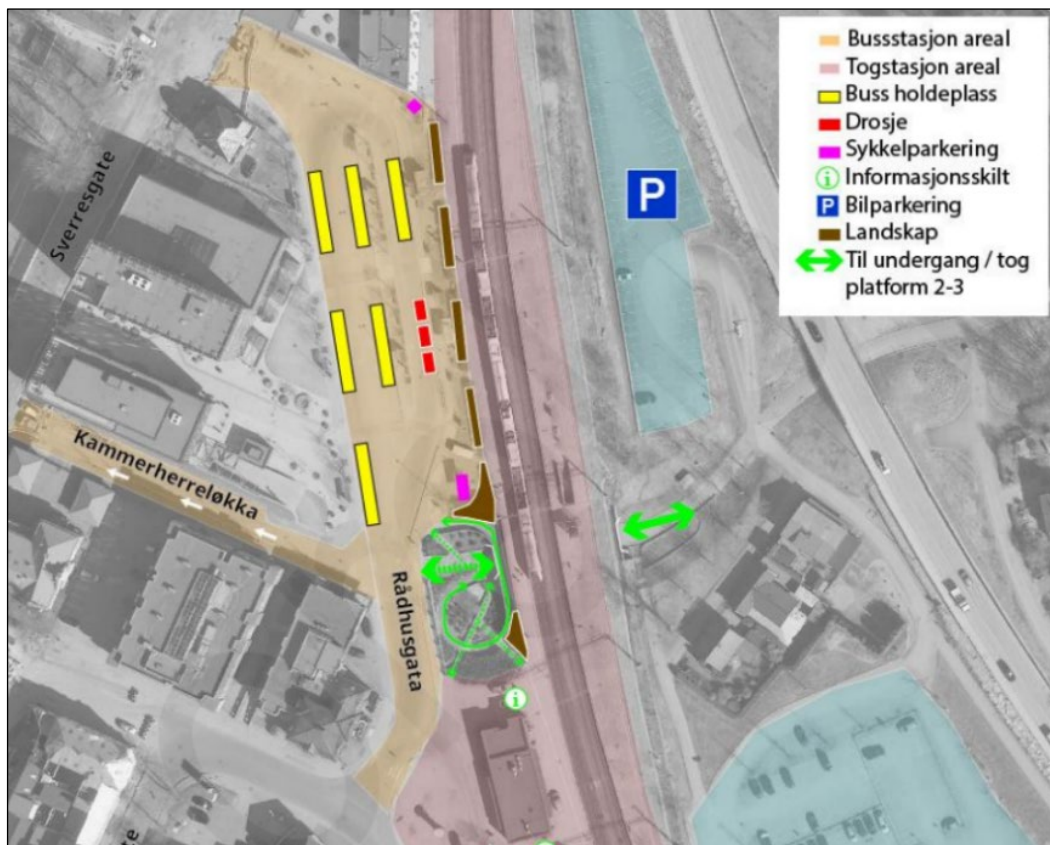 Bussstasjon areal
Togstasjon areal
Buss holdeplass
Drosje
Sykkelparkering
i Informasjonsskilt
P Bilparkering
Landskap
Til undergang / tog
platform 2-3
P
Sverresgate
Kammerherreløkka
Rådhusgata
i
te